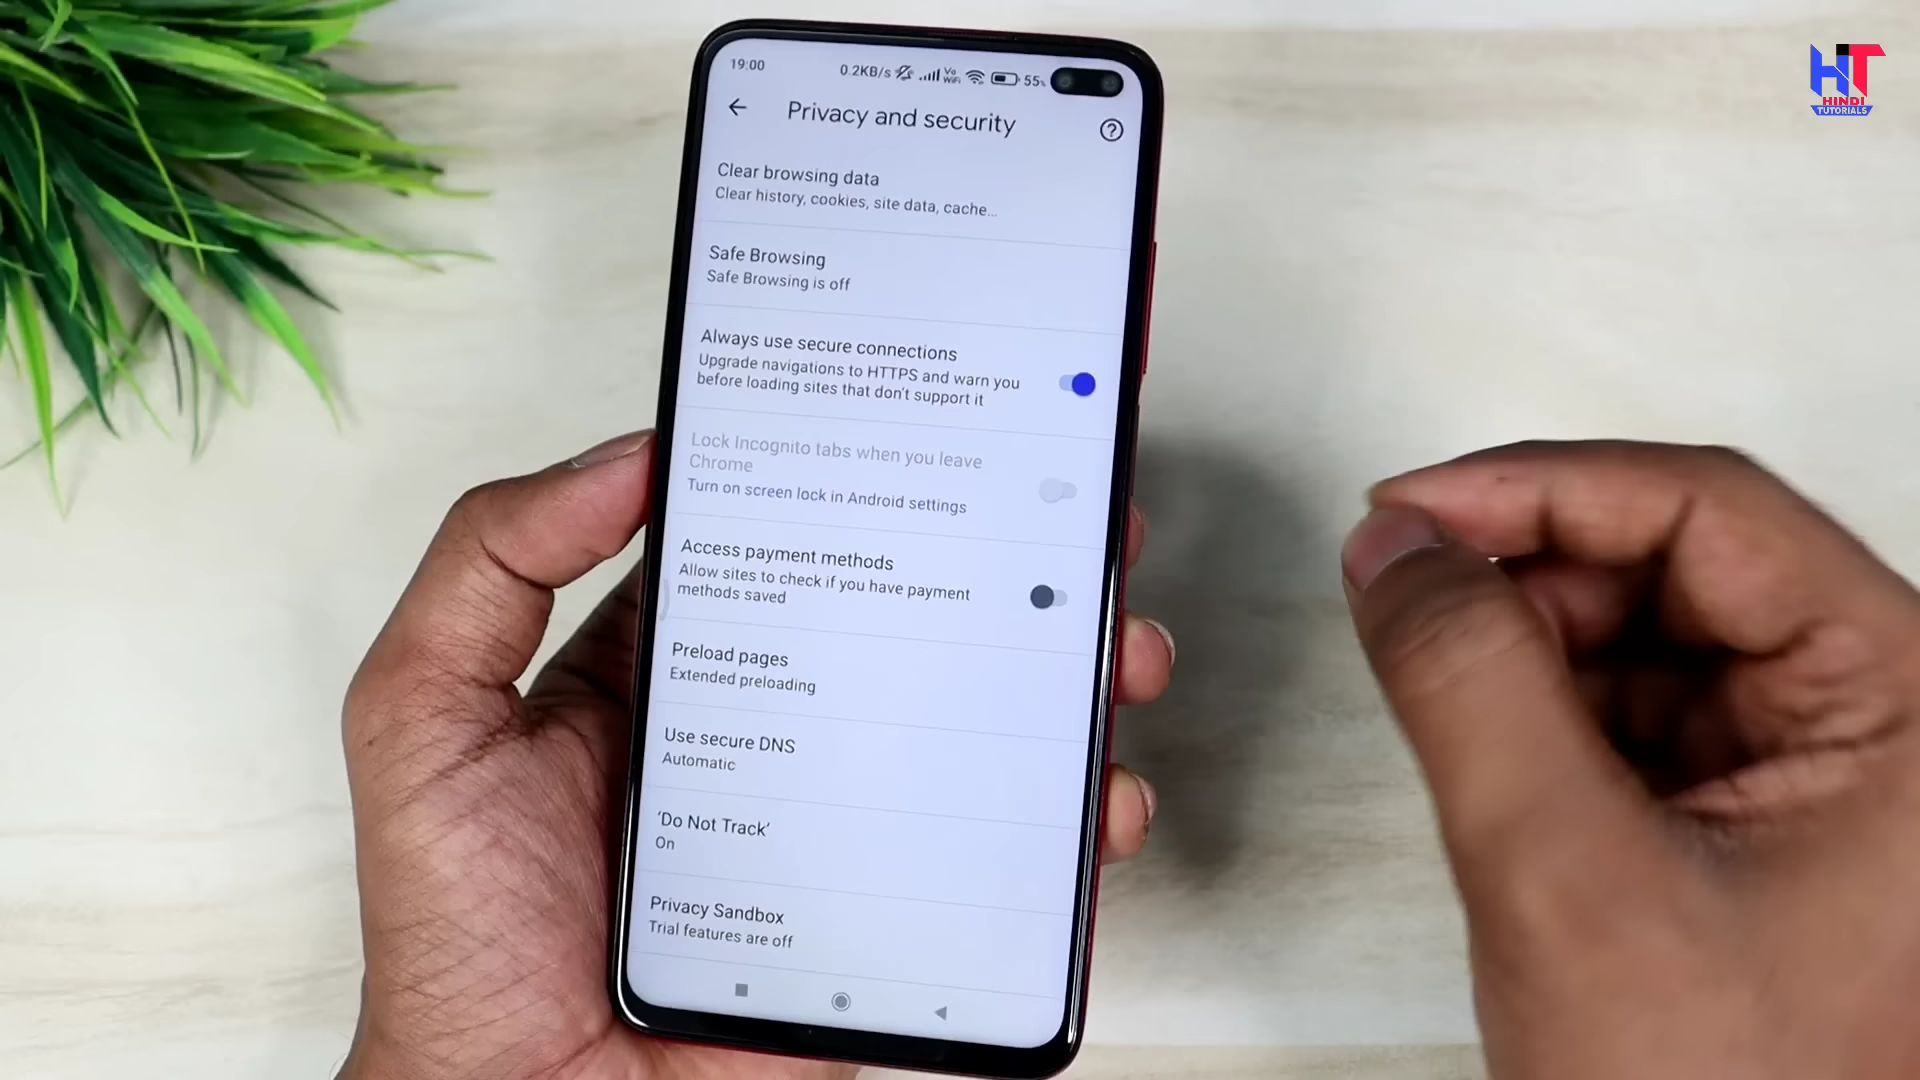 19:00
0.2KB/s
Vo
WiFi
55%
Privacy and security
Clear browsing data
Clear history, cookies, site data, cache...
Safe Browsing
Safe Browsing is off
Always use secure connections
Upgrade navigations to HTTPS and warn you
before loading sites that don't support it
Lock Incognito tabs when you leave
Chrome
Turn on screen lock in Android settings
Access payment methods
Allow sites to check if you have payment
methods saved
Preload pages
Extended preloading
Use secure DNS
Automatic
'Do Not Track'
On
Privacy Sandbox
Trial features are off
HT
HINDI
TUTORIALS